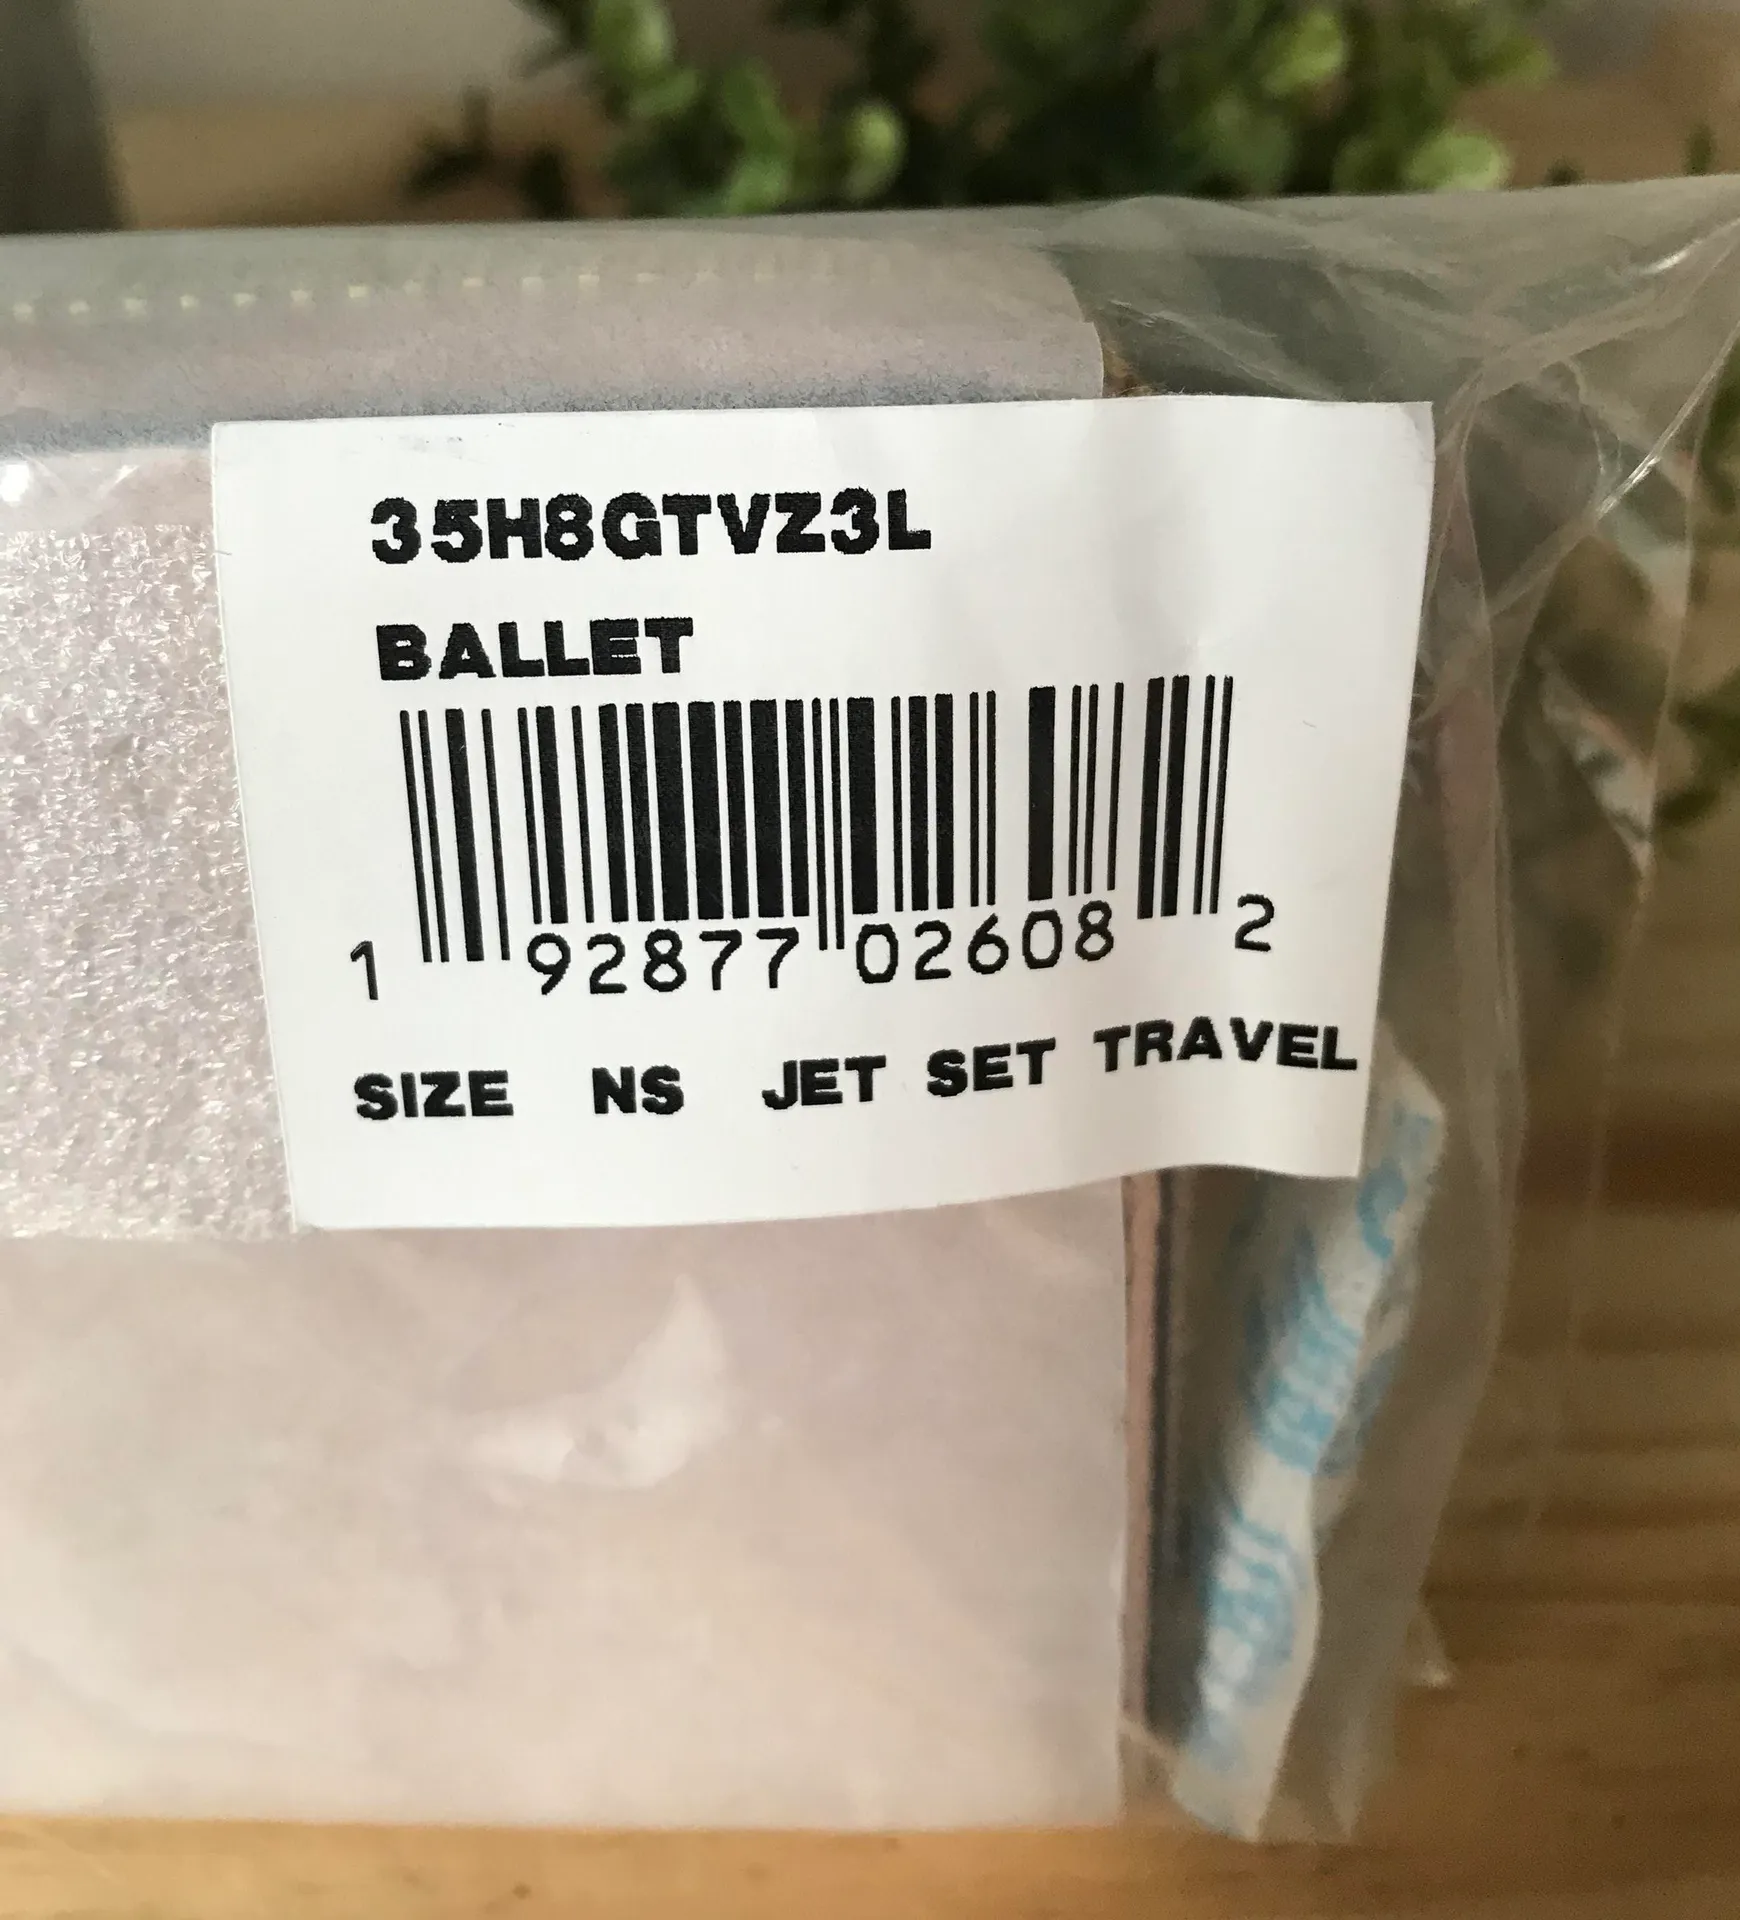 35H8GTVZ3L
BALLET
1 92877 02608 2
SIZE NS JET SET TRAVEL